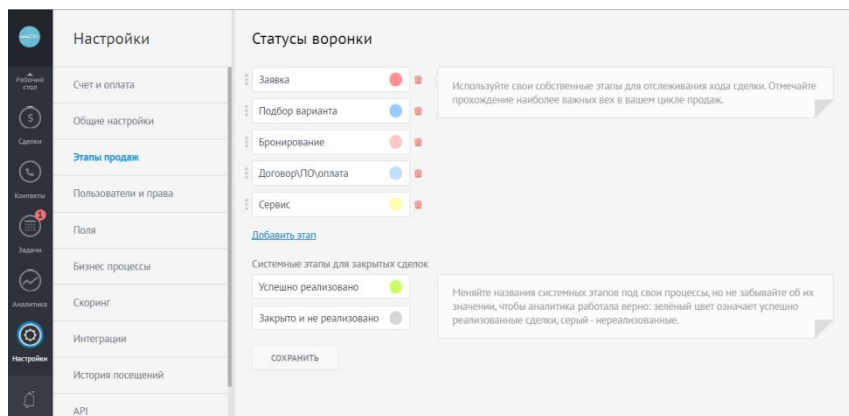 Рабочий
стол
Сделки
Контакты
1
Задачи
Аналитика
Настройки
Настройки
Счет и оплата
Общие настройки
Этапы продаж
Пользователи и права
Поля
Бизнес процессы
Скоринг
Интеграции
История посещений
API
Статусы воронки
Заявка
Подбор варианта
Бронирование
Договор\ПО\оплата
Сервис
Добавить этап
Используйте свои собственные этапы для отслеживания хода сделки. Отмечайте
прохождение наиболее важных вех в вашем цикле продаж.
Системные этапы для закрытых сделок
Успешно реализовано
Закрыто и не реализовано
Меняйте названия системных этапов под свои процессы, но не забывайте об их
значении, чтобы аналитика работала верно: зелёный цвет означает успешно
реализованные сделки, серый - нереализованные.
СОХРАНИТЬ